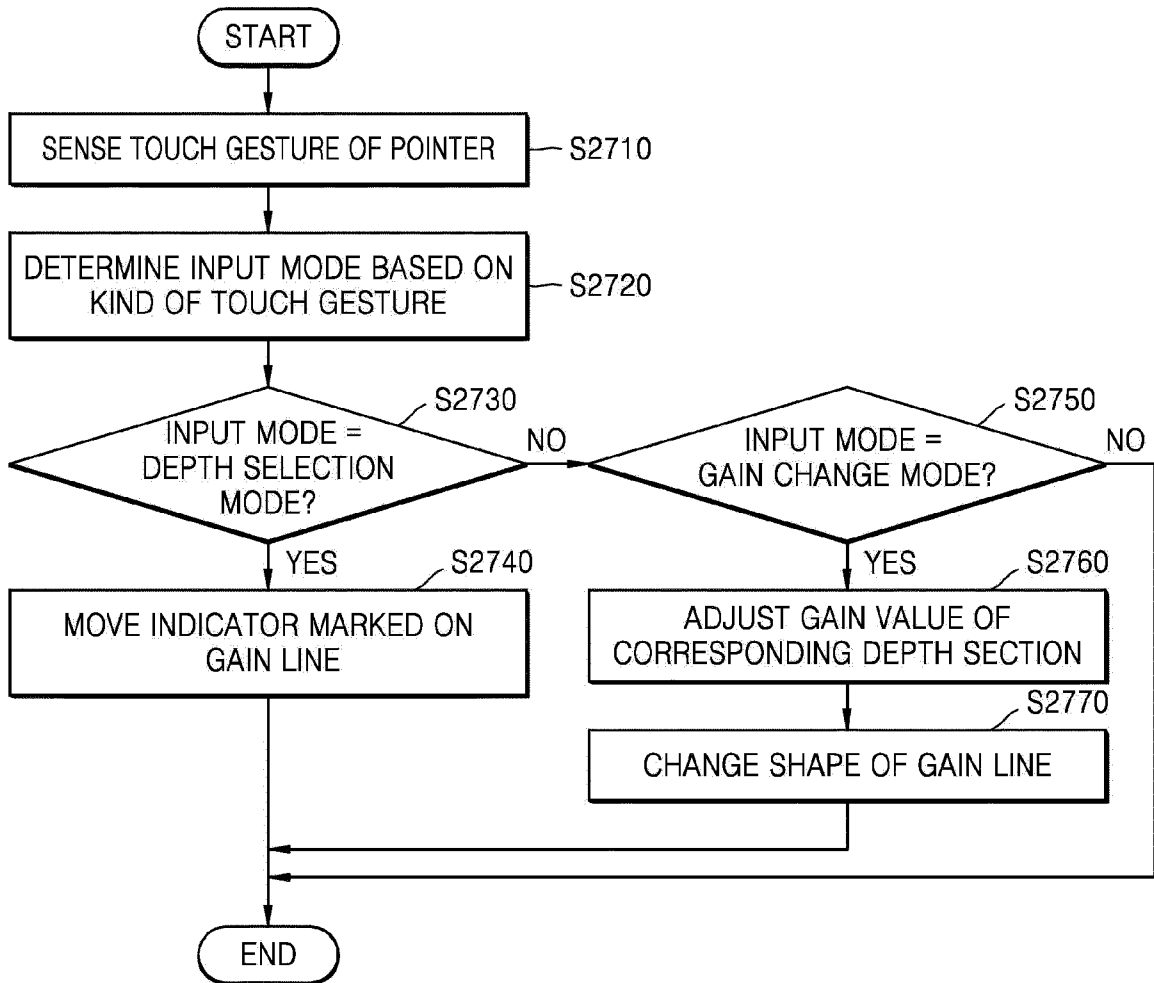 START
SENSE TOUCH GESTURE OF POINTER
S2710
DETERMINE INPUT MODE BASED ON
KIND OF TOUCH GESTURE
S2720
S2730
INPUT MODE =
DEPTH SELECTION
MODE?
NO
YES
S2740
MOVE INDICATOR MARKED ON
GAIN LINE
S2750
INPUT MODE =
GAIN CHANGE MODE?
NO
YES
S2760
ADJUST GAIN VALUE OF
CORRESPONDING DEPTH SECTION
S2770
CHANGE SHAPE OF GAIN LINE
END